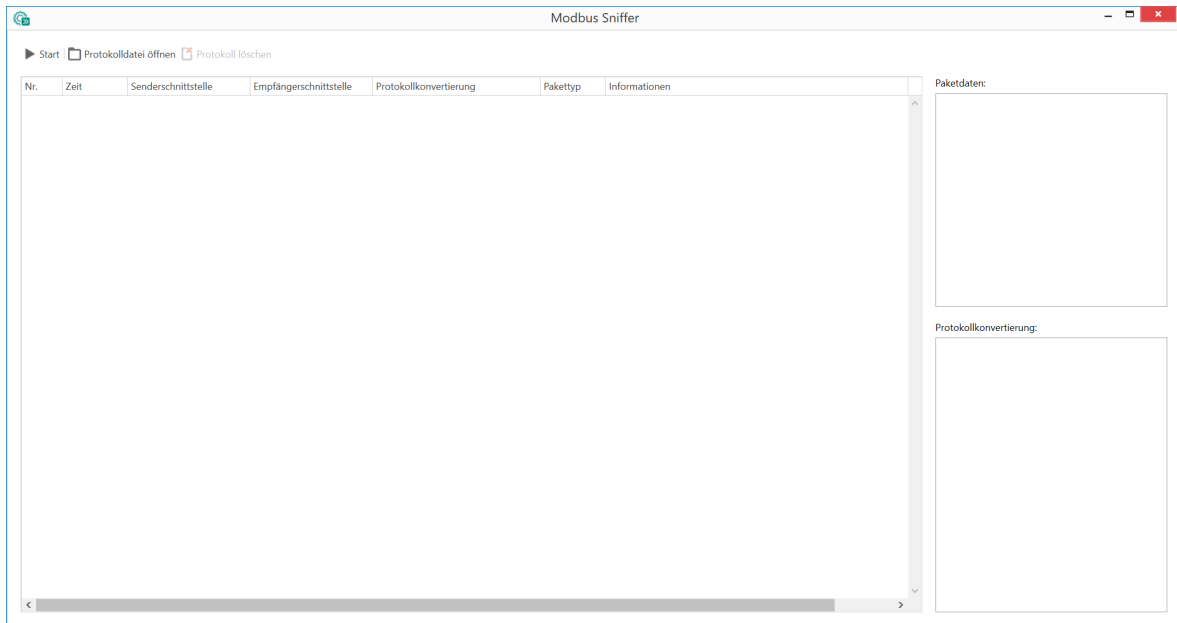 Modbus Sniffer
Start Protokolldatei öffnen Protokoll löschen
Nr. Zeit Senderschnittstelle Empfängerschnittstelle Protokollkonvertierung Pakettyp Informationen
Paketdaten:
Protokollkonvertierung: